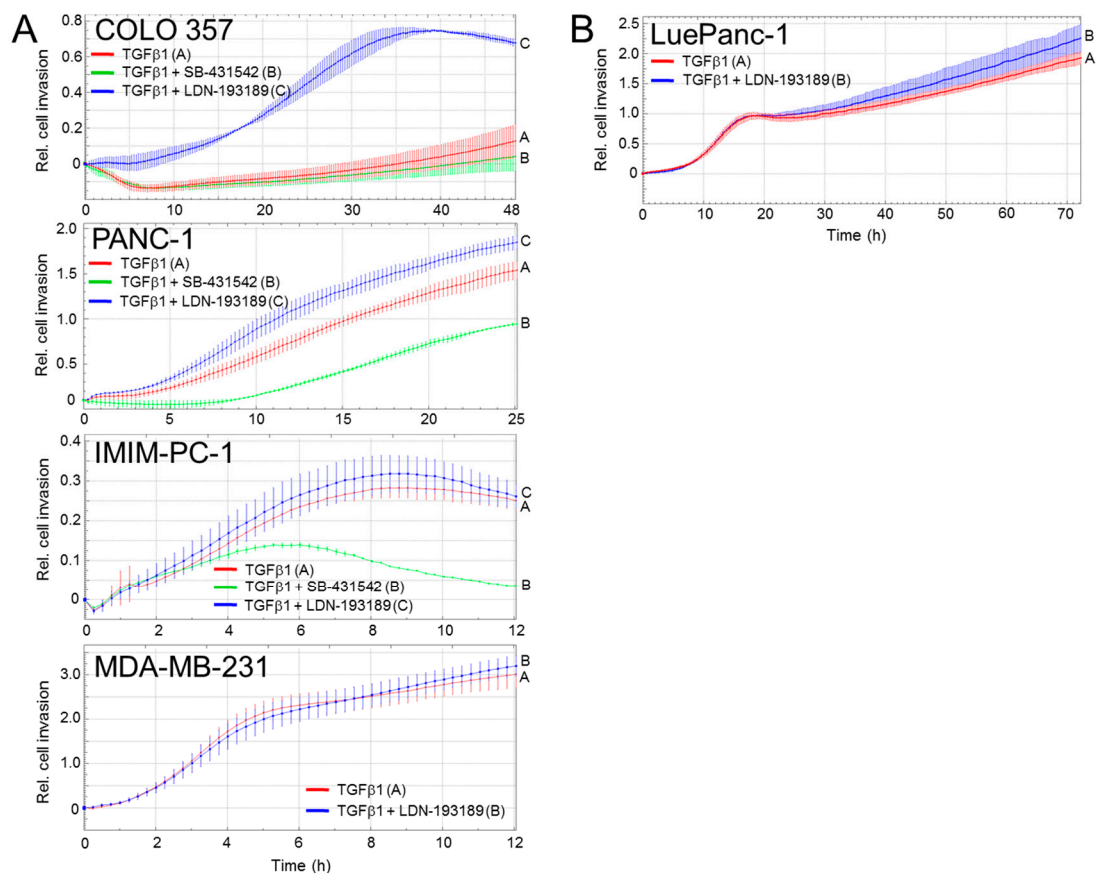 A
COLO 357
Rel. cell invasion
0.8
0.6
0.4
0.2
0
TGFβ1 (A)
TGFβ1 + SB-431542 (B)
TGFβ1 + LDN-193189 (C)
C
A
B
0 10 20 30 40 48
PANC-1
Rel. cell invasion
2.0
1.5
1.0
0.5
0
TGFβ1 (A)
TGFβ1 + SB-431542 (B)
TGFβ1 + LDN-193189 (C)
C
A
B
0 5 10 15 20 25
IMIM-PC-1
Rel. cell invasion
0.4
0.3
0.2
0.1
0
TGFβ1 (A)
TGFβ1 + SB-431542 (B)
TGFβ1 + LDN-193189 (C)
C
A
B
0 2 4 6 8 10 12
MDA-MB-231
Rel. cell invasion
3.0
2.0
1.0
0
TGFβ1 (A)
TGFβ1 + LDN-193189 (B)
B
A
0 2 4 6 8 10 12
Time (h)
B
LuePanc-1
Rel. cell invasion
2.5
2.0
1.5
1.0
0.5
0
TGFβ1 (A)
TGFβ1 + LDN-193189 (B)
B
A
0 10 20 30 40 50 60 70
Time (h)